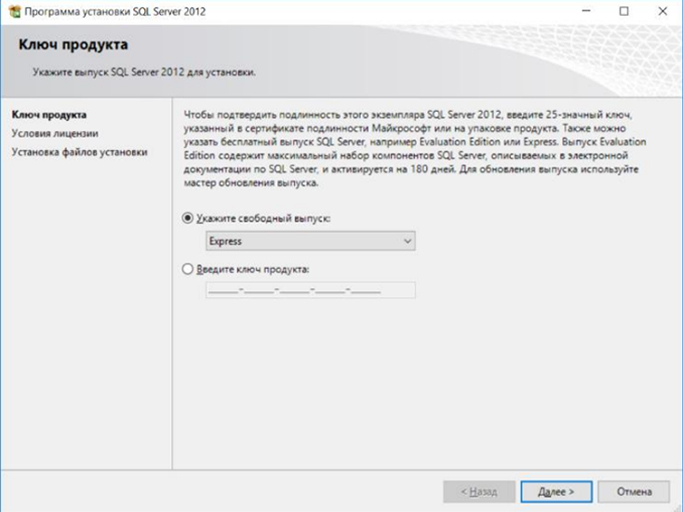 Программа установки SQL Server 2012
Ключ продукта
Укажите выпуск SQL Server 2012 для установки.
Ключ продукта
Условия лицензии
Установка файлов установки
Чтобы подтвердить подлинность этого экземпляра SQL Server 2012, введите 25-значный ключ,
указанный в сертификате подлинности Майкрософт или на упаковке продукта. Также можно
указать бесплатный выпуск SQL Server, например Evaluation Edition или Express. Выпуск Evaluation
Edition содержит максимальный набор компонентов SQL Server, описываемых в электронной
документации по SQL Server, и активируется на 180 дней. Для обновления выпуска используйте
мастер обновления выпуска.
Укажите свободный выпуск:
Express
Введите ключ продукта:
_____-_____-_____-_____-_____
< Назад
Далее >
Отмена